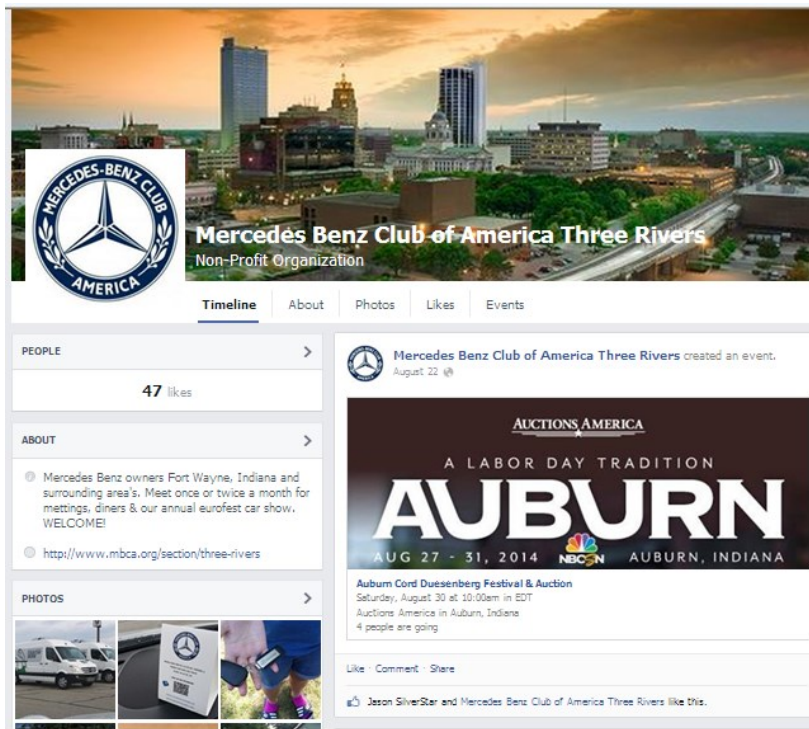 MERCEDES-BENZ CLUB
AMERICA
Mercedes Benz Club of America Three Rivers
Non-Profit Organization
Timeline
About
Photos
Likes
Events
PEOPLE
47 likes
ABOUT
Mercedes Benz owners Fort Wayne, Indiana and
surrounding area's. Meet once or twice a month for
mettings, diners & our annual eurofest car show.
WELCOME!
http://www.mbca.org/section/three-rivers
PHOTOS
Mercedes Benz Club of America Three Rivers created an event.
August 22
AUCTIONS AMERICA
A LABOR DAY TRADITION
AUBURN
AUG 27 - 31, 2014 NBCSN AUBURN, INDIANA
Auburn Cord Duesenberg Festival & Auction
Saturday, August 30 at 10:00am in EDT
Auctions America in Auburn, Indiana
4 people are going
Like · Comment · Share
Jason SilverStar and Mercedes Benz Club of America Three Rivers like this.